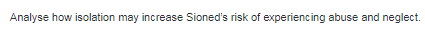 Analyse how isolation may increase Sioned's risk of experiencing abuse and neglect.